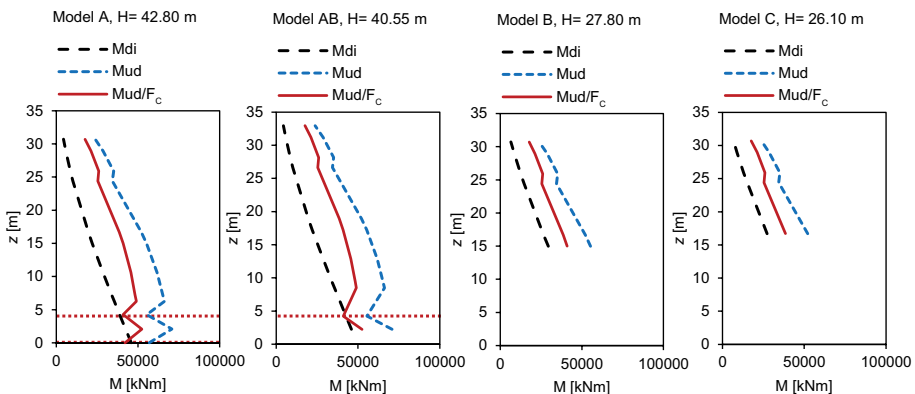 Model A, H= 42.80 m
Mdi
Mud
Mud/Fc
35
30
25
20
15
10
5
0
z [m]
0 50000 100000
M [kNm]
Model AB, H= 40.55 m
Mdi
Mud
Mud/Fc
35
30
25
20
15
10
5
0
z [m]
0 50000 100000
M [kNm]
Model B, H= 27.80 m
Mdi
Mud
Mud/Fc
35
30
25
20
15
10
5
0
z [m]
0 50000 100000
M [kNm]
Model C, H= 26.10 m
Mdi
Mud
Mud/Fc
35
30
25
20
15
10
5
0
z [m]
0 50000 100000
M [kNm]